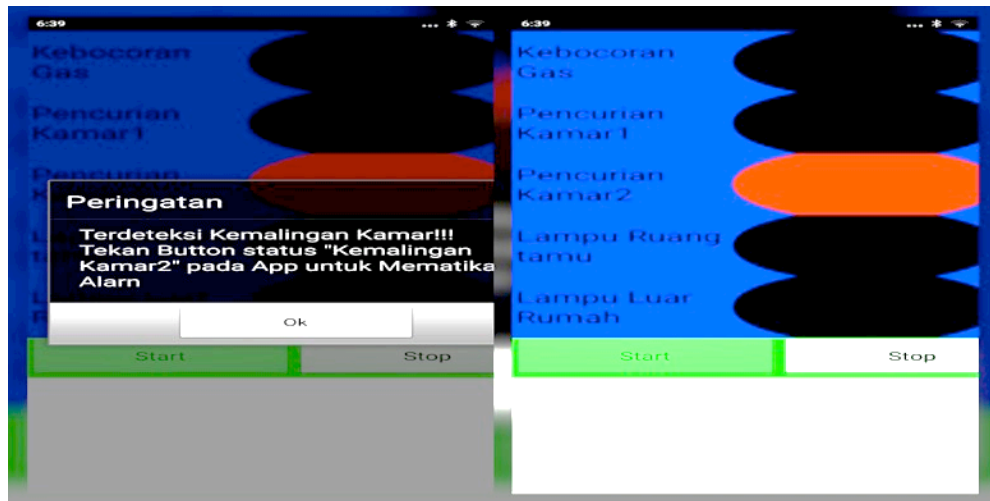 6:39
Kebocoran
Gas
Pencurian
Kamar1
Pencurian
Peringatan
Terdeteksi Kemalingan Kamar!!!
Tekan Button status "Kemalingan
Kamar2" pada App untuk Mematika
Alarn
Ok
Start Stop
6:39
Kebocoran
Gas
Pencurian
Kamar1
Pencurian
Kamar2
Lampu Ruang
tamu
Lampu Luar
Rumah
Start Stop